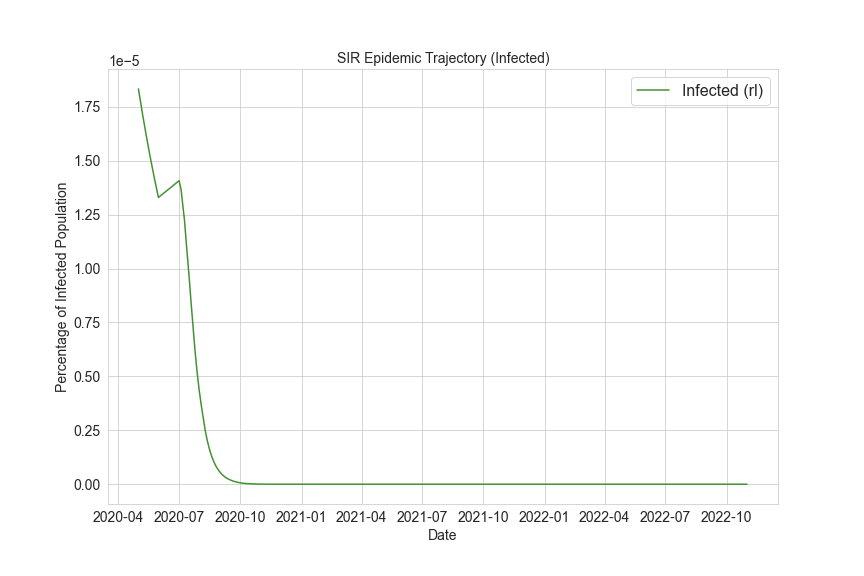 SIR Epidemic Trajectory (Infected)
1e−5
Infected (rI)
1.75
1.50
1.25
1.00
0.75
0.50
0.25
0.00
Percentage of Infected Population
2020-04 2020-07 2020-10 2021-01 2021-04 2021-07 2021-10 2022-01 2022-04 2022-07 2022-10
Date